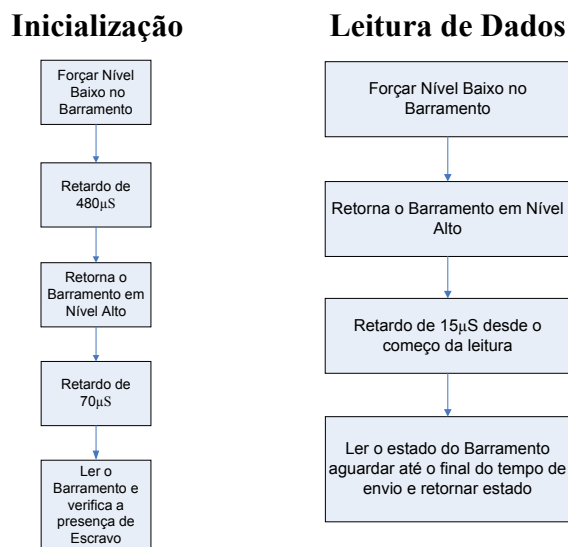 Inicialização
Forçar Nível
Baixo no
Barramento
Retardo de
480μS
Retorna o
Barramento em
Nível Alto
Retardo de
70μS
Ler o
Barramento e
verifica a
presença de
Escravo
Leitura de Dados
Forçar Nível Baixo no
Barramento
Retorna o Barramento em Nível
Alto
Retardo de 15μS desde o
começo da leitura
Ler o estado do Barramento
aguardar até o final do tempo de
envio e retornar estado